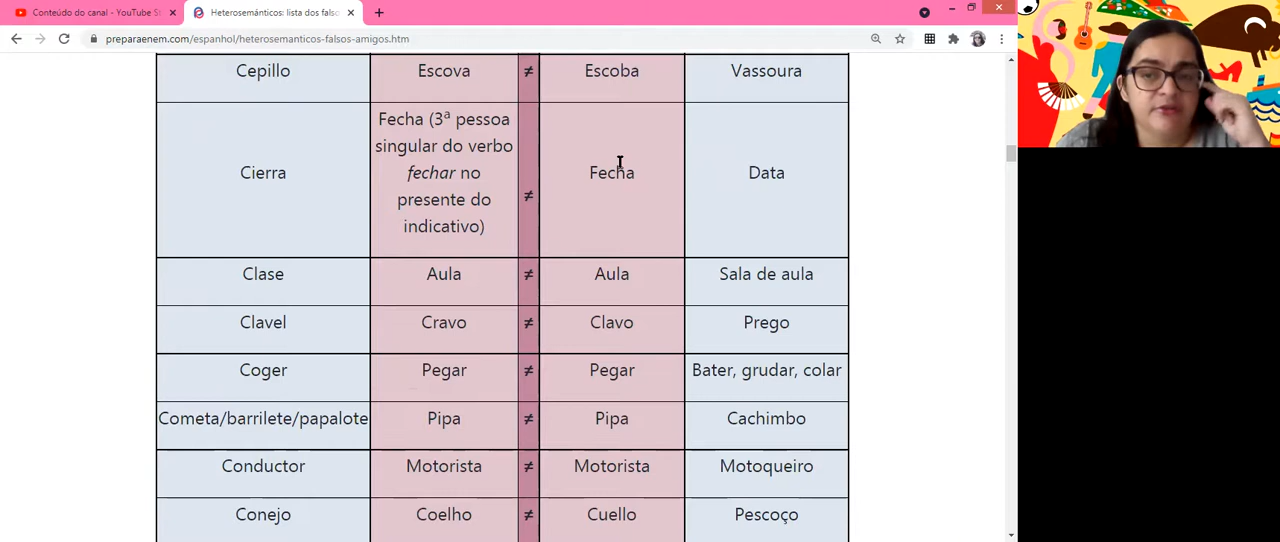 Conteúdo do canal - YouTube St
Heterosemánticos: lista dos falso
preparaenem.com/espanhol/heterosemanticos-falsos-amigos.htm
Cepillo Escova ≠ Escoba Vassoura
Cierra Fecha (3ª pessoa singular do verbo fechar no presente do indicativo) ≠ Fecha Data
Clase Aula ≠ Aula Sala de aula
Clavel Cravo ≠ Clavo Prego
Coger Pegar ≠ Pegar Bater, grudar, colar
Cometa/barrilete/papalote Pipa ≠ Pipa Cachimbo
Conductor Motorista ≠ Motorista Motoqueiro
Conejo Coelho ≠ Cuello Pescoço